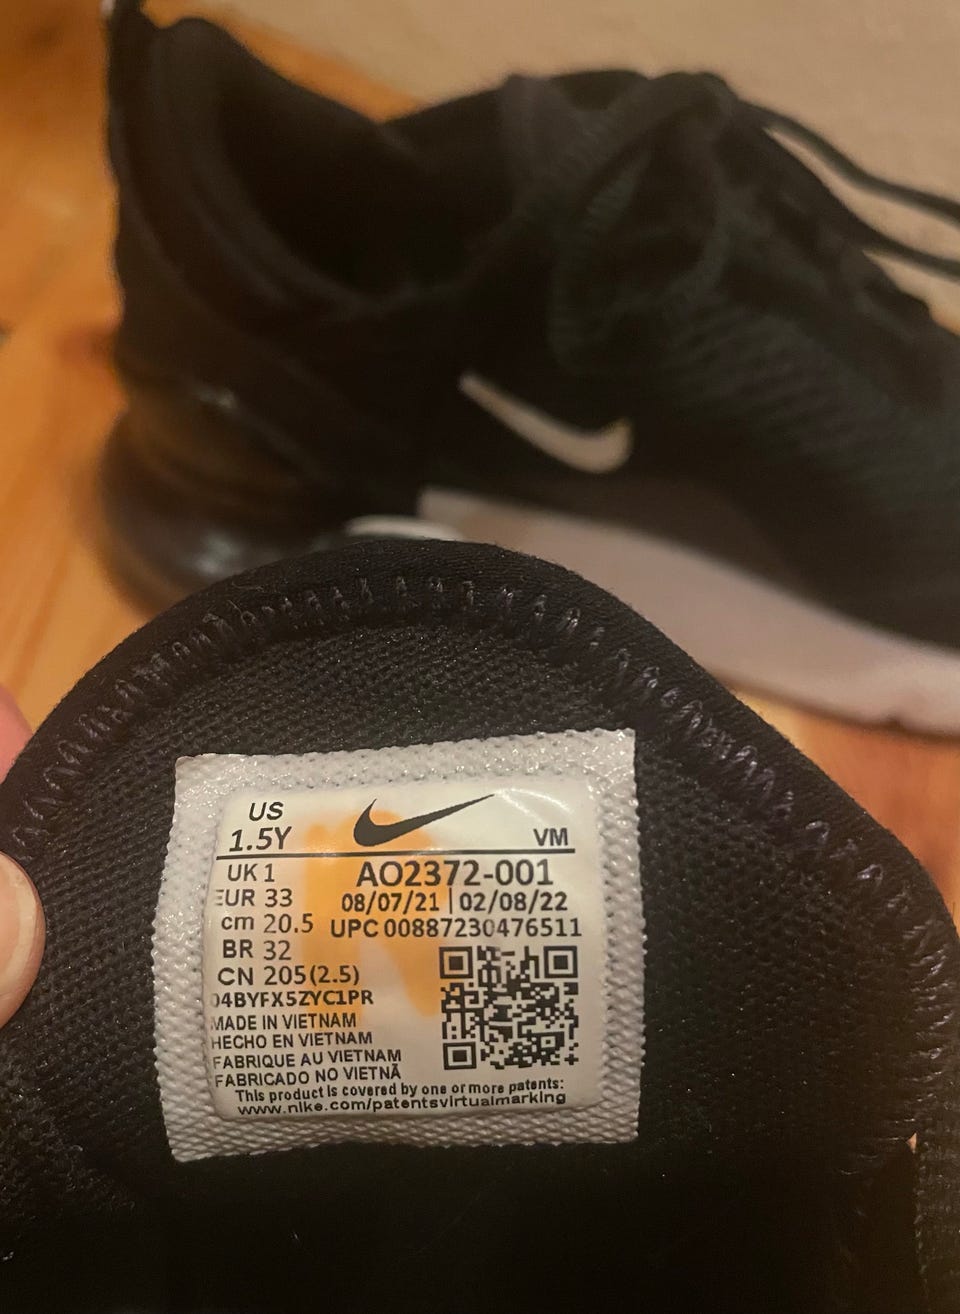 US
1.5Y
VM
UK 1
AO2372-001
EUR 33
08/07/21 | 02/08/22
cm 20.5
UPC 00887230476511
BR 32
CN 205(2.5)
04BYFX5ZYC1PR
MADE IN VIETNAM
HECHO EN VIETNAM
FABRIQUE AU VIETNAM
FABRICADO NO VIETNÃ
This product is covered by one or more patents:
www.nike.com/patentsvirtualmarking